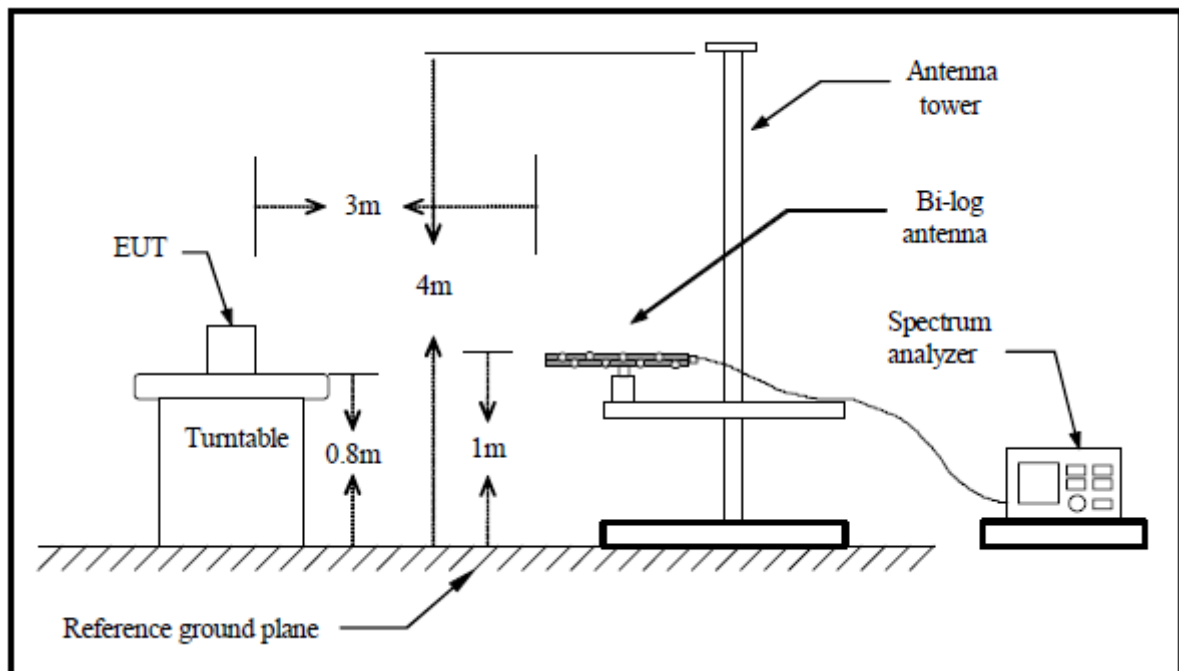 Antenna
tower
3m
Bi-log
antenna
EUT
4m
Spectrum
analyzer
Turntable
0.8m
1m
Reference ground plane